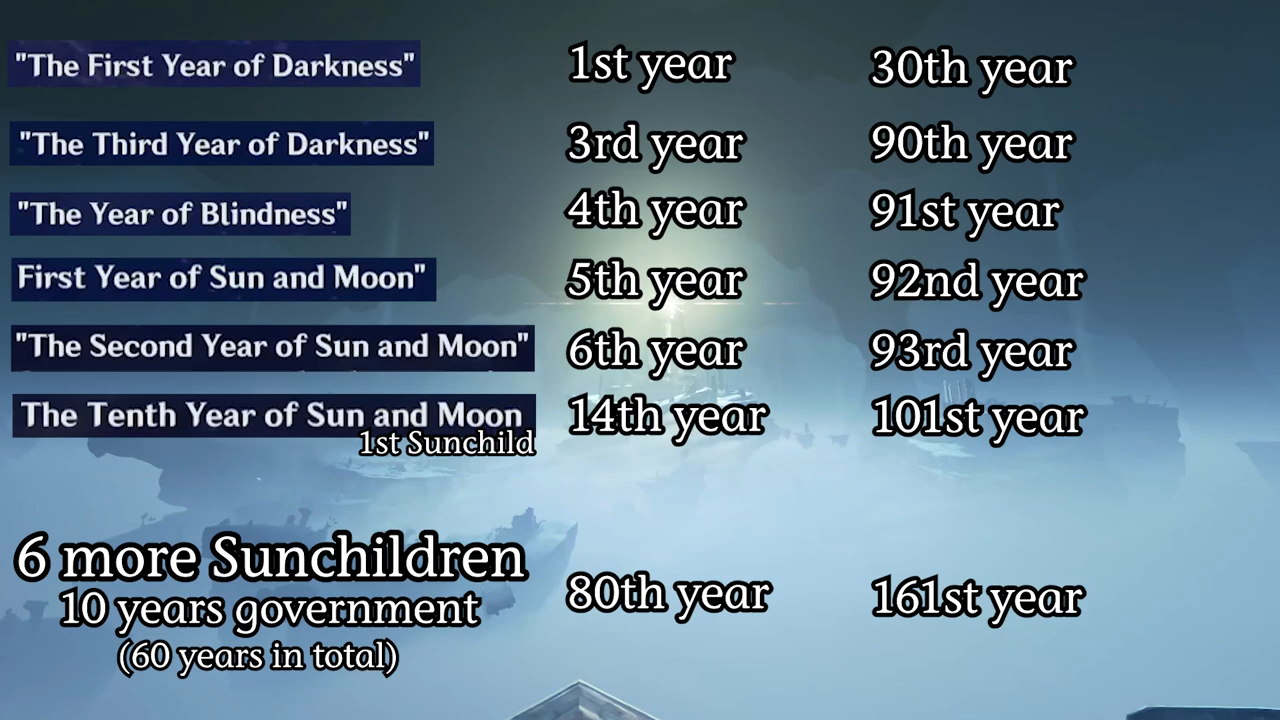 "The First Year of Darkness" 1st year 30th year
"The Third Year of Darkness" 3rd year 90th year
"The Year of Blindness" 4th year 91st year
First Year of Sun and Moon" 5th year 92nd year
"The Second Year of Sun and Moon" 6th year 93rd year
The Tenth Year of Sun and Moon 14th year 101st year
1st Sunchild
6 more Sunchildren
10 years government 80th year 161st year
(60 years in total)